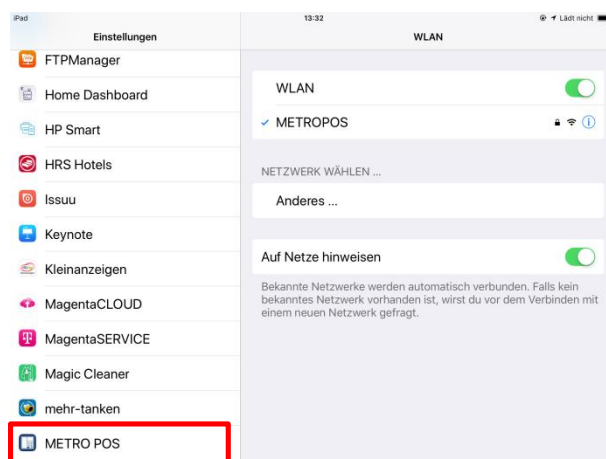 iPad
13:32
Lädt nicht
Einstellungen
WLAN
FTPManager
Home Dashboard
HP Smart
HRS Hotels
Issuu
Keynote
Kleinanzeigen
MagentaCLOUD
MagentaSERVICE
Magic Cleaner
mehr-tanken
METRO POS
WLAN
METROPOS
NETZWERK WÄHLEN ...
Anderes ...
Auf Netze hinweisen
Bekannte Netzwerke werden automatisch verbunden. Falls kein
bekanntes Netzwerk vorhanden ist, wirst du vor dem Verbinden mit
einem neuen Netzwerk gefragt.